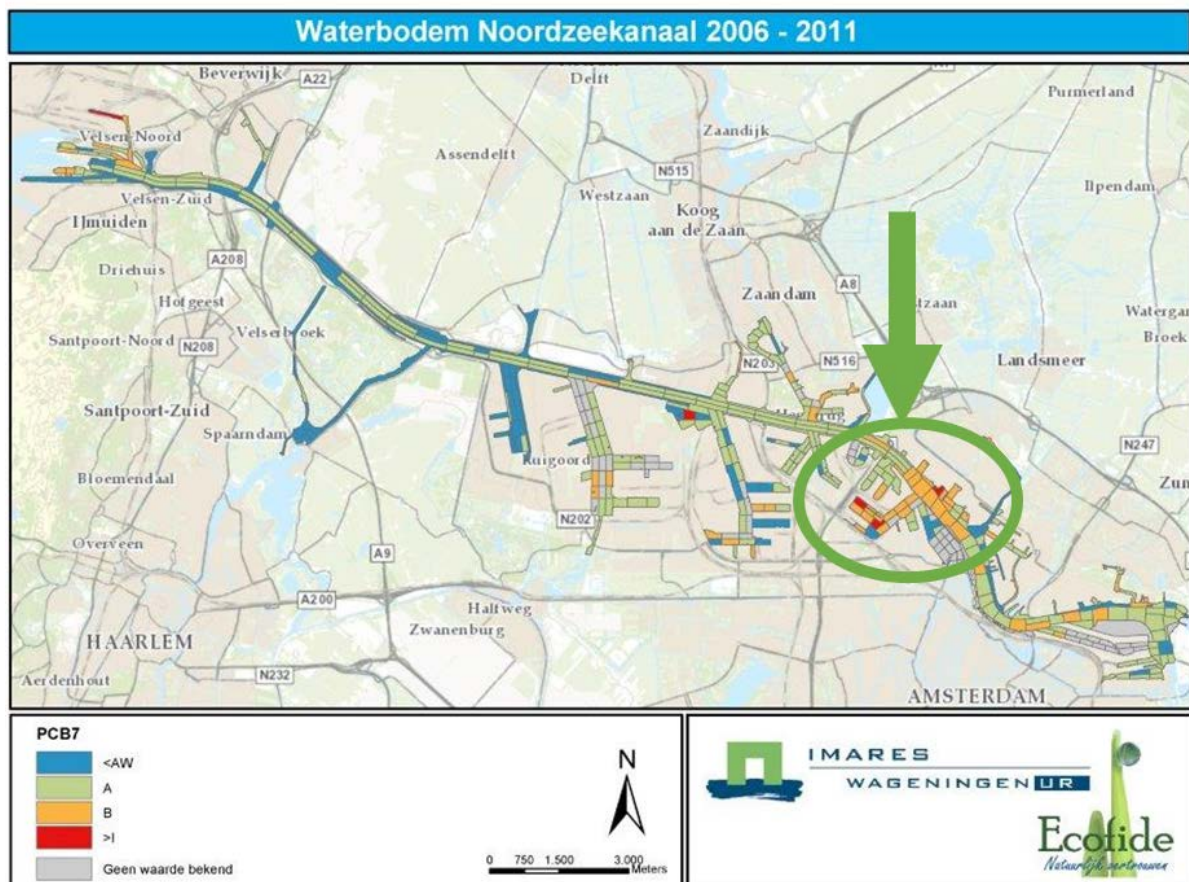 Waterbodem Noordzeekanaal 2006 - 2011
Delft
Beverwijk
A22
Purmerland
Velsen-Noord
Zaandijk
Assendelft
N515
Ilpendam
Velsen-Zuid
Westzaan
Koog
aan de Zaan
IJmuiden
A208
Driehuis
A8
Zaandam
Hofgeest
Velserbroek
Santpoort-Noord
N208
N203
N516
Landsmeer
Broek
Santpoort-Zuid
Spaarndam
Ruigoord
N247
Bloemendaal
N202
Overveen
A9
A200
Halfweg
Zwanenburg
HAARLEM
N232
Aerdenhout
AMSTERDAM
PCB7
<AW
A
B
>I
Geen waarde bekend
N
0 750 1.500 3.000
Meters
IMARES
WAGENINGEN UR
Ecofide
Natuurlijk vertrouwen